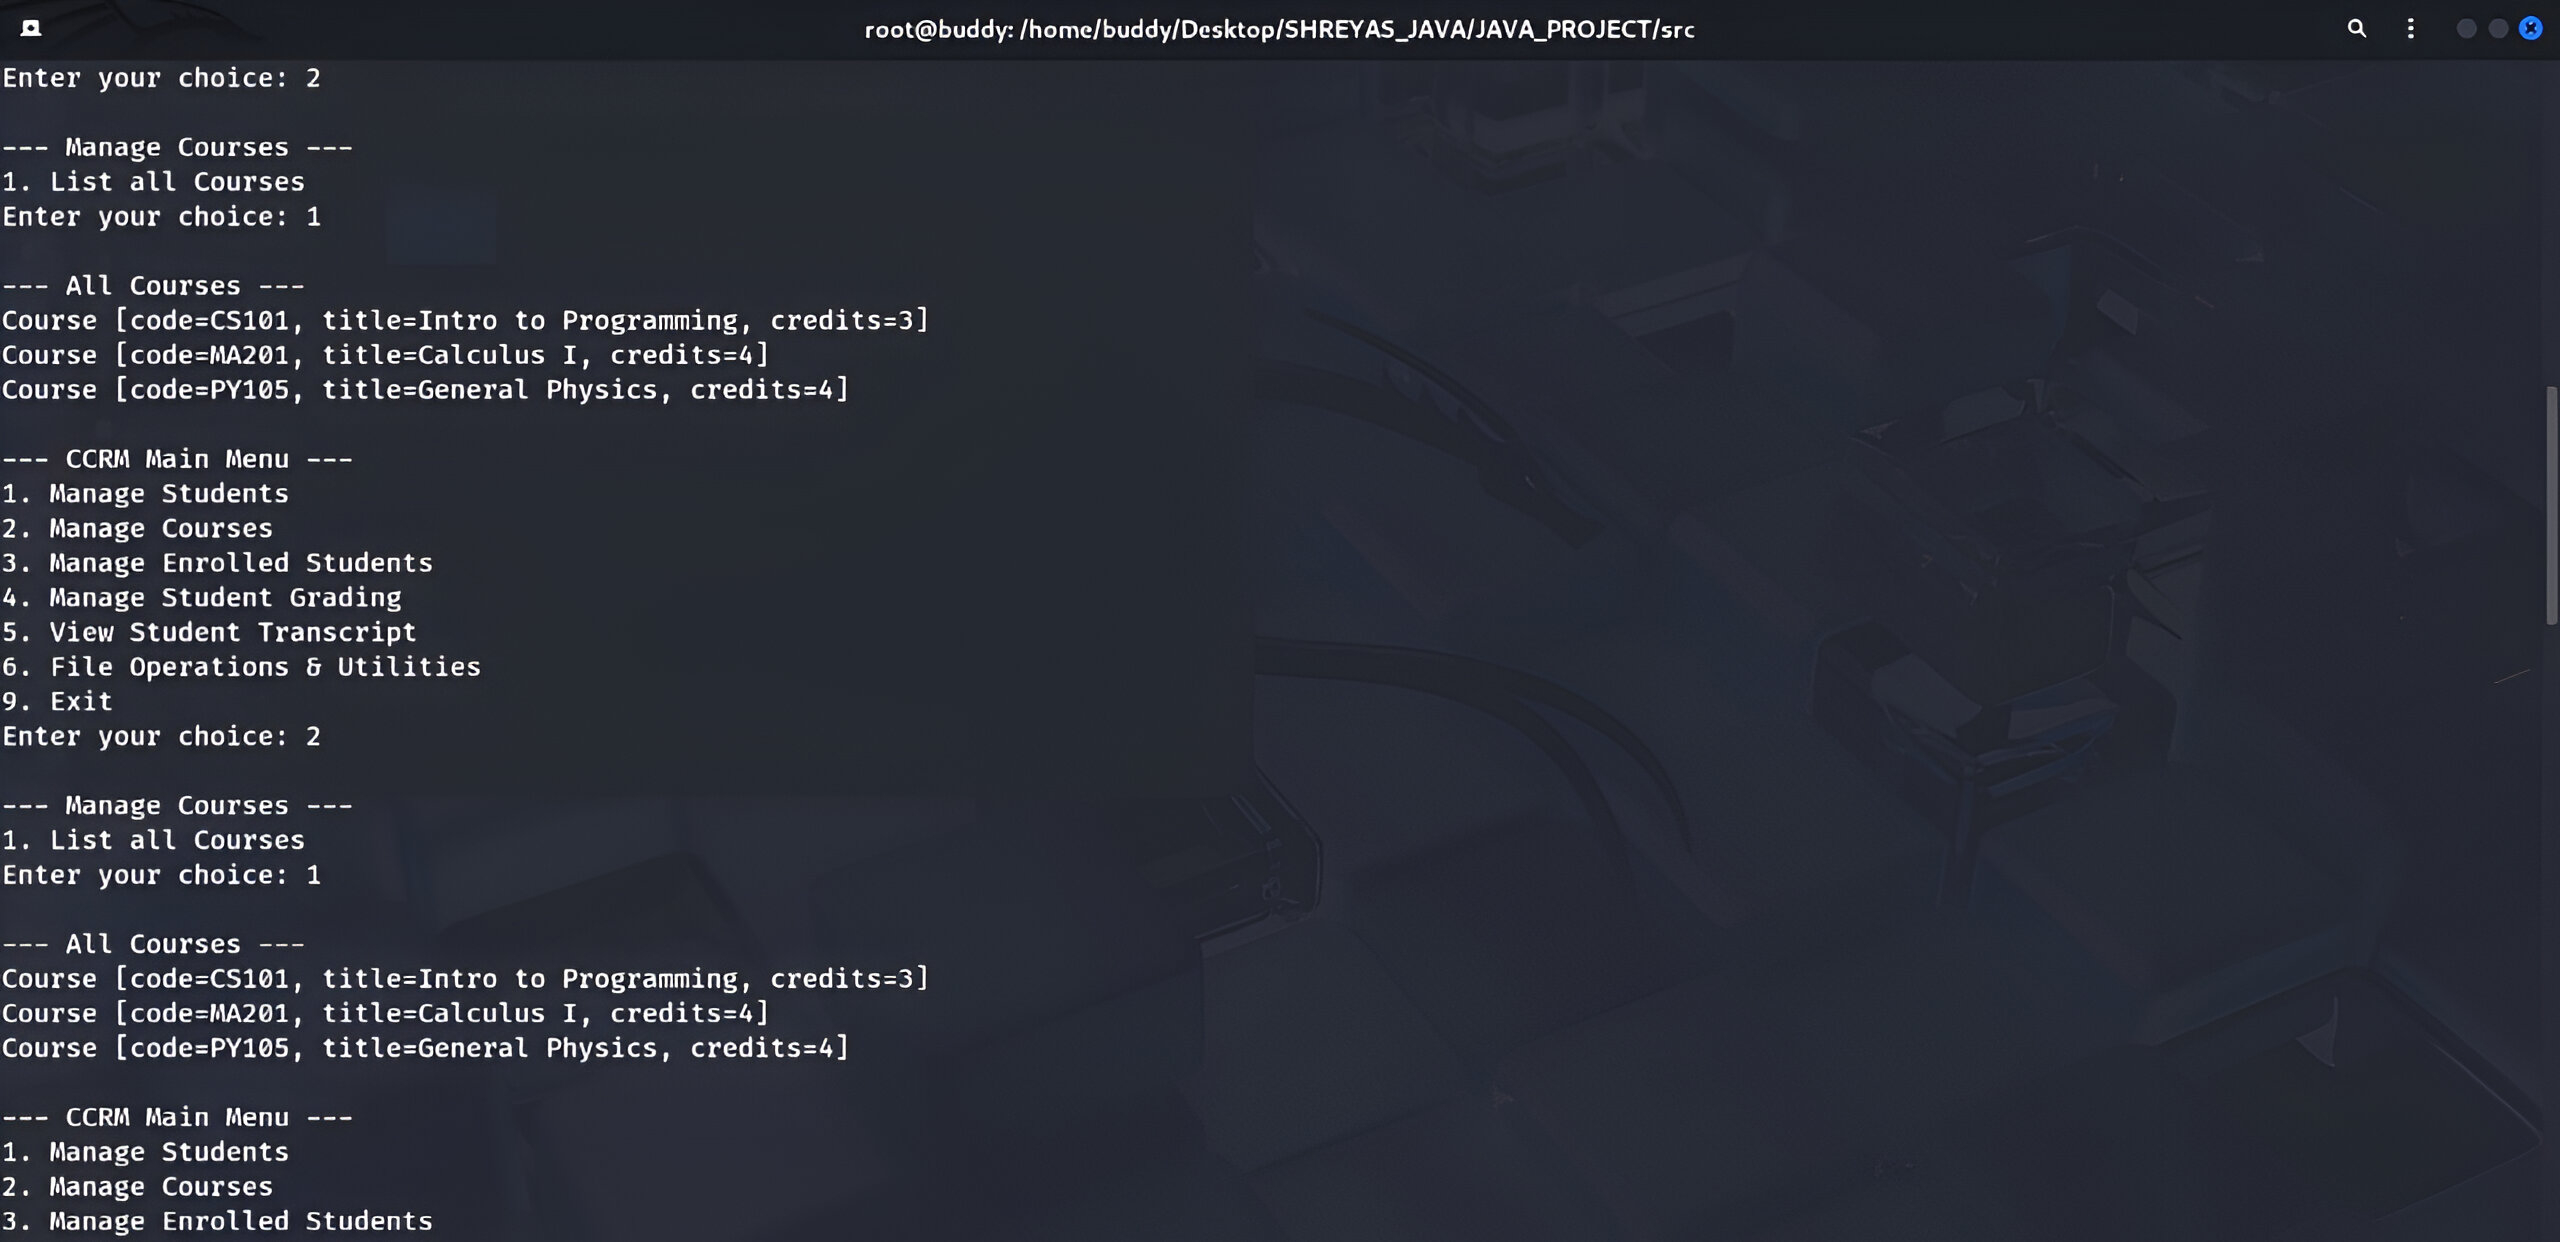 root@buddy: /home/buddy/Desktop/SHREYAS_JAVA/JAVA_PROJECT/src
Enter your choice: 2
--- Manage Courses ---
1. List all Courses
Enter your choice: 1
--- All Courses ---
Course [code=CS101, title=Intro to Programming, credits=3]
Course [code=MA201, title=Calculus I, credits=4]
Course [code=PY105, title=General Physics, credits=4]
--- CCRM Main Menu ---
1. Manage Students
2. Manage Courses
3. Manage Enrolled Students
4. Manage Student Grading
5. View Student Transcript
6. File Operations & Utilities
9. Exit
Enter your choice: 2
--- Manage Courses ---
1. List all Courses
Enter your choice: 1
--- All Courses ---
Course [code=CS101, title=Intro to Programming, credits=3]
Course [code=MA201, title=Calculus I, credits=4]
Course [code=PY105, title=General Physics, credits=4]
--- CCRM Main Menu ---
1. Manage Students
2. Manage Courses
3. Manage Enrolled Students